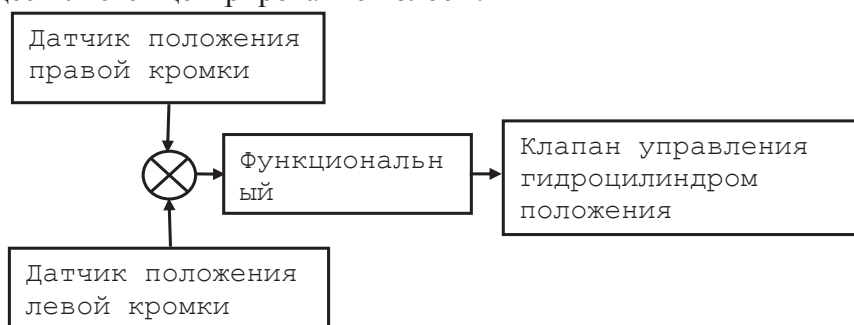 Датчик положения
правой кромки
Функциональн
ый
Клапан управления
гидроцилиндром
положения
Датчик положения
левой кромки